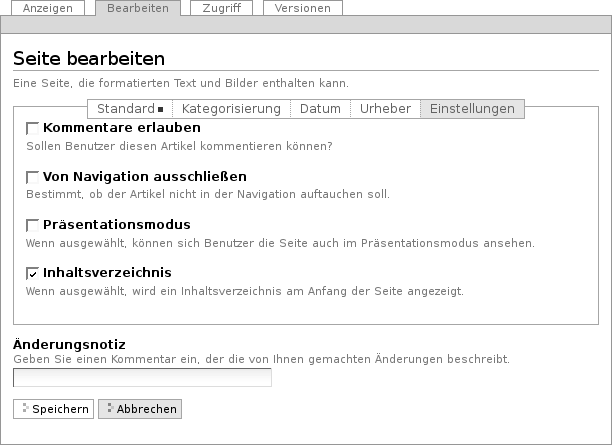 Anzeigen Bearbeiten Zugriff Versionen
Seite bearbeiten
Eine Seite, die formatierten Text und Bilder enthalten kann.
Standard Kategorisierung Datum Urheber Einstellungen
Kommentare erlauben
Sollen Benutzer diesen Artikel kommentieren können?
Von Navigation ausschließen
Bestimmt, ob der Artikel nicht in der Navigation auftauchen soll.
Präsentationsmodus
Wenn ausgewählt, können sich Benutzer die Seite auch im Präsentationsmodus ansehen.
Inhaltsverzeichnis
Wenn ausgewählt, wird ein Inhaltsverzeichnis am Anfang der Seite angezeigt.
Änderungsnotiz
Geben Sie einen Kommentar ein, der die von Ihnen gemachten Änderungen beschreibt.
Speichern Abbrechen